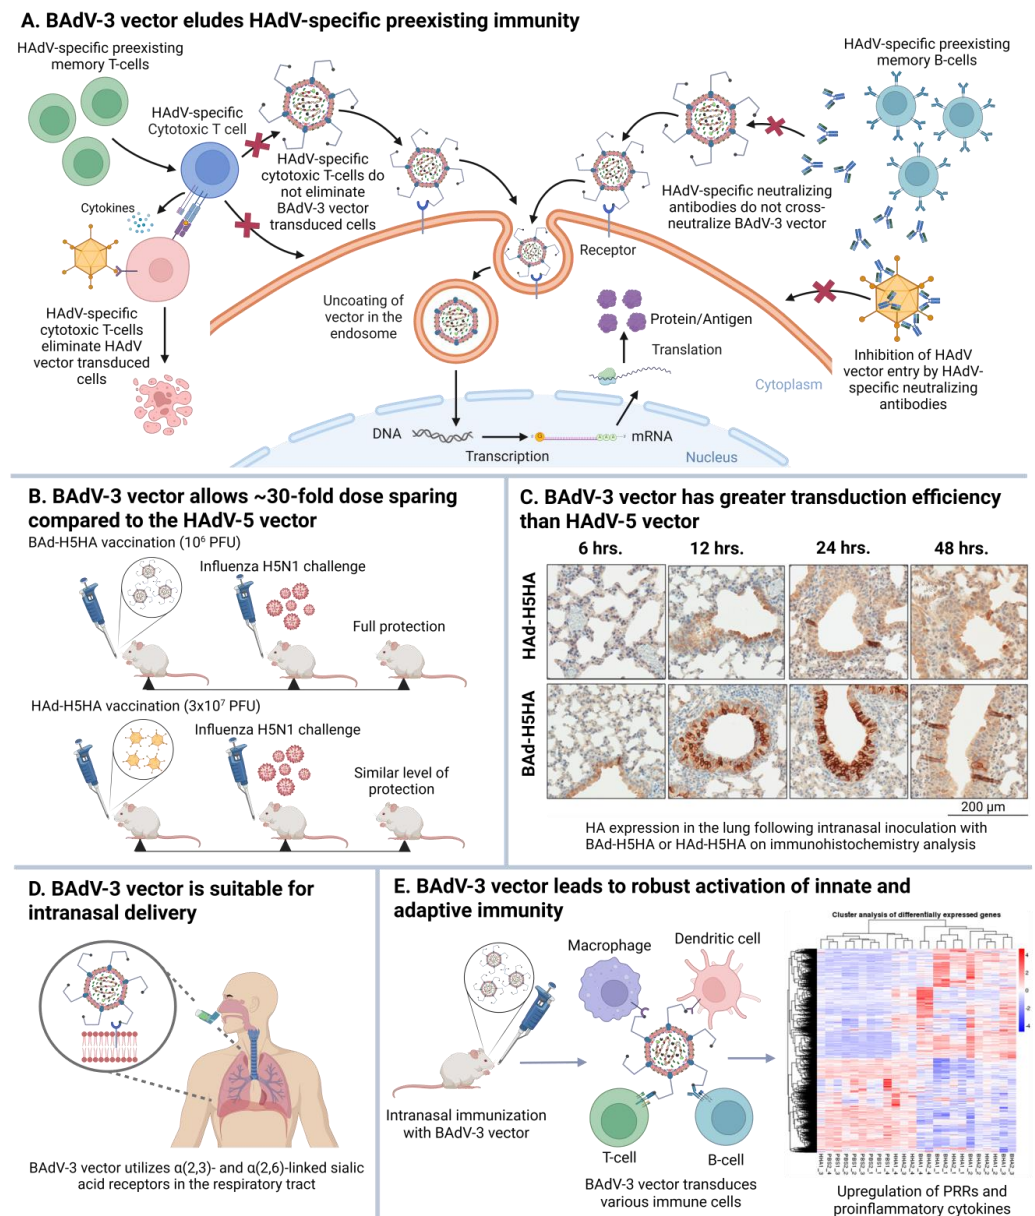 A. BAdV-3 vector eludes HAdV-specific preexisting immunity
HAdV-specific preexisting
memory T-cells
HAdV-specific
Cytotoxic T cell
HAdV-specific
cytotoxic T-cells do
not eliminate
BAdV-3 vector
transduced cells
Cytokines
HAdV-specific
cytotoxic T-cells
eliminate HAdV
vector transduced
cells
HAdV-specific preexisting
memory B-cells
HAdV-specific neutralizing
antibodies do not cross-
neutralize BAdV-3 vector
Receptor
Uncoating of
vector in the
endosome
Protein/Antigen
Translation
Cytoplasm
Inhibition of HAdV
vector entry by HAdV-
specific neutralizing
antibodies
DNA
mRNA
Transcription
Nucleus
B. BAdV-3 vector allows ~30-fold dose sparing
compared to the HAdV-5 vector
BAd-H5HA vaccination (10⁶ PFU)
Influenza H5N1 challenge
Full protection
HAd-H5HA vaccination (3x10⁷ PFU)
Influenza H5N1 challenge
Similar level of
protection
C. BAdV-3 vector has greater transduction efficiency
than HAdV-5 vector
6 hrs. 12 hrs. 24 hrs. 48 hrs.
HAd-H5HA
BAd-H5HA
200 µm
HA expression in the lung following intranasal inoculation with
BAd-H5HA or HAd-H5HA on immunohistochemistry analysis
D. BAdV-3 vector is suitable for
intranasal delivery
BAdV-3 vector utilizes α(2,3)- and α(2,6)-linked sialic
acid receptors in the respiratory tract
E. BAdV-3 vector leads to robust activation of innate and
adaptive immunity
Macrophage
Dendritic cell
Intranasal immunization
with BAdV-3 vector
T-cell
B-cell
BAdV-3 vector transduces
various immune cells
Cluster analysis of differentially expressed genes
4
2
0
-2
-4
Upregulation of PRRs and
proinflammatory cytokines